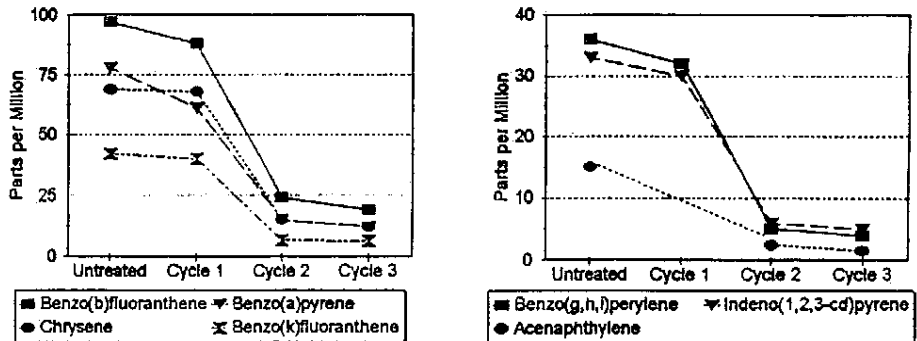 Parts per Million
100
75
50
25
0
Untreated Cycle 1 Cycle 2 Cycle 3
Benzo(b)fluoranthene Benzo(a)pyrene
Chrysene Benzo(k)fluoranthene
Parts per Million
40
30
20
10
0
Untreated Cycle 1 Cycle 2 Cycle 3
Benzo(g,h,I)perylene Indeno(1,2,3-cd)pyrene
Acenaphthylene